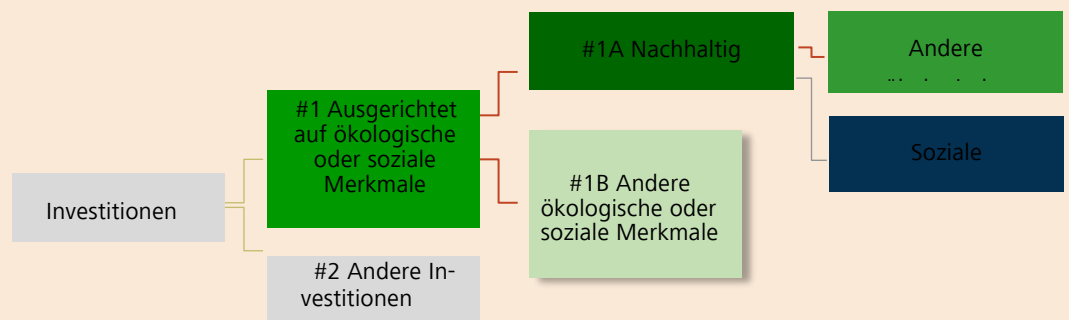 #1A Nachhaltig
Andere
#1 Ausgerichtet
auf ökologische
oder soziale
Merkmale
Soziale
#1B Andere
ökologische oder
soziale Merkmale
Investitionen
#2 Andere In-
vestitionen